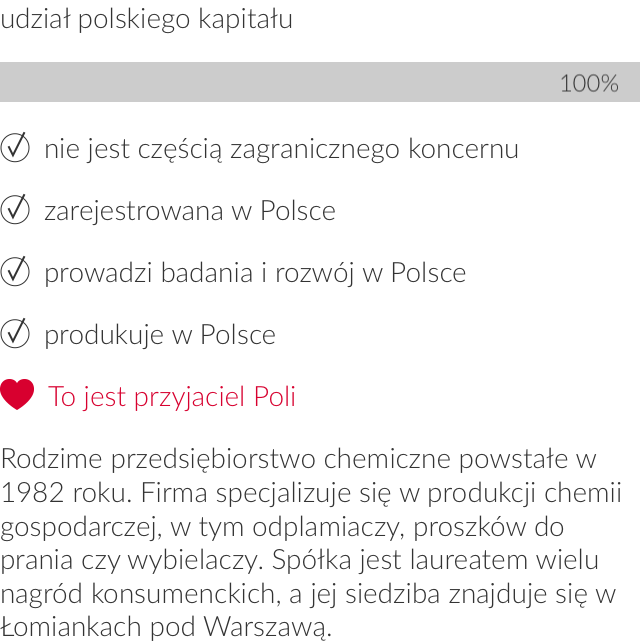 udział polskiego kapitału
100%
nie jest częścią zagranicznego koncernu
zarejestrowana w Polsce
prowadzi badania i rozwój w Polsce
produkuje w Polsce
To jest przyjaciel Poli
Rodzime przedsiębiorstwo chemiczne powstałe w
1982 roku. Firma specjalizuje się w produkcji chemii
gospodarczej, w tym odplamiaczy, proszków do
prania czy wybielaczy. Spółka jest laureatem wielu
nagród konsumenckich, a jej siedziba znajduje się w
Łomiankach pod Warszawą.